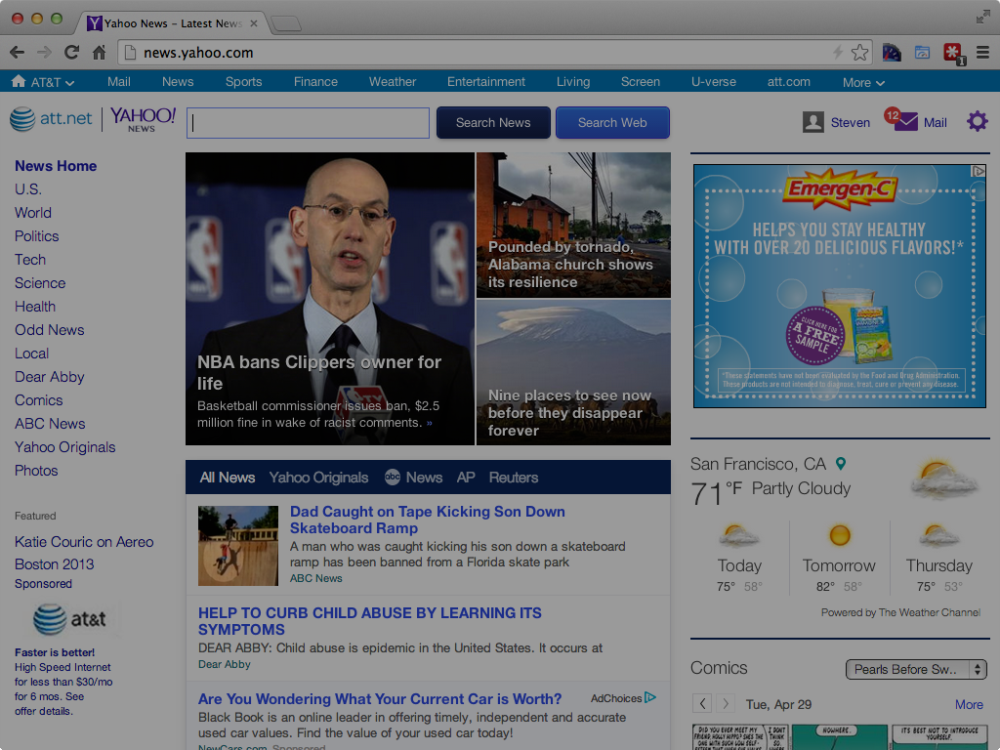 Yahoo News - Latest News
news.yahoo.com
1
AT&T
Mail
News
Sports
Finance
Weather
Entertainment
Living
Screen
U-verse
att.com
More
att.net
YAHOO!
NEWS
Search News
Search Web
Steven
12
Mail
News Home
U.S.
World
Politics
Tech
Science
Health
Odd News
Local
Dear Abby
Comics
ABC News
Yahoo Originals
Photos
Featured
Katie Couric on Aereo
Boston 2013
Sponsored
at&t
Faster is better!
High Speed Internet
for less than $30/mo
for 6 mos. See
offer details.
NBA
NBA bans Clippers owner for
life
Basketball commissioner issues ban, $2.5
million fine in wake of racist comments. »
Pounded by tornado,
Alabama church shows
its resilience
Nine places to see now
before they disappear
forever
All News
Yahoo Originals
abc News
AP
Reuters
Dad Caught on Tape Kicking Son Down
Skateboard Ramp
A man who was caught kicking his son down a skateboard
ramp has been banned from a Florida skate park
ABC News
HELP TO CURB CHILD ABUSE BY LEARNING ITS
SYMPTOMS
DEAR ABBY: Child abuse is epidemic in the United States. It occurs at
Dear Abby
Are You Wondering What Your Current Car is Worth?
AdChoices
Black Book is an online leader in offering timely, independent and accurate
used car values. Find the value of your used car today!
NewCars.com Sponsored
Emergen-C
HELPS YOU STAY HEALTHY
WITH OVER 20 DELICIOUS FLAVORS!*
CLICK HERE FOR
A FREE
SAMPLE
*These statements have not been evaluated by the Food and Drug Administration.
These products are not intended to diagnose, treat, cure or prevent any disease.
San Francisco, CA
71°F Partly Cloudy
Today
75° 58°
Tomorrow
82° 58°
Thursday
75° 53°
Powered by The Weather Channel
Comics
Pearls Before Sw..
Tue, Apr 29
More
DID YOU EVER MEET MY
FRIEND, HOLLY HIPPO? SHE'S
THE ONE WITH LOW SELF-
I DON'T
THINK
SO.
NOWHERE.
IT'S BEST NOT TO INTRODUCE
YOURSELF.